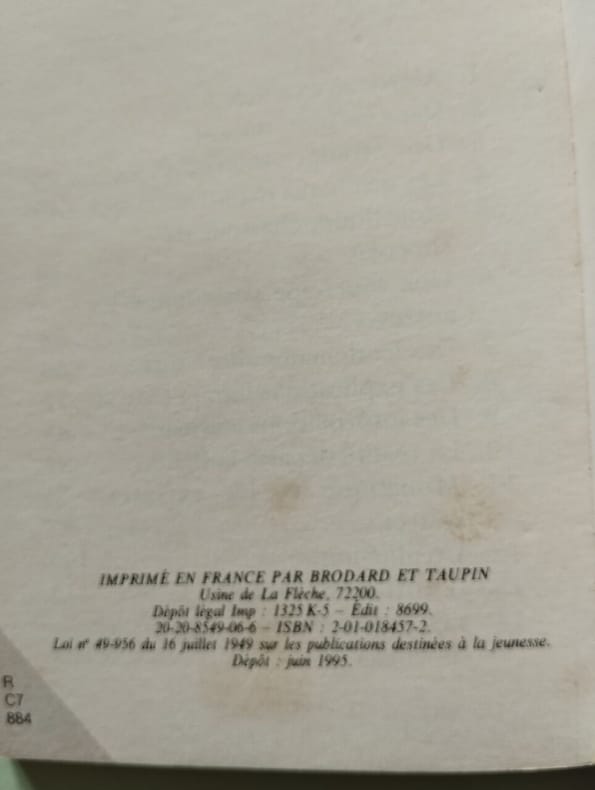 IMPRIMÉ EN FRANCE PAR BRODARD ET TAUPIN
Usine de La Flèche, 72200.
Dépôt légal Imp : 1325 K-5 – Edit : 8699.
20-20-8549-06-6 – ISBN : 2-01-018457-2.
Loi n° 49-956 du 16 juillet 1949 sur les publications destinées à la jeunesse.
Dépôt : juin 1995.
R
C7
884